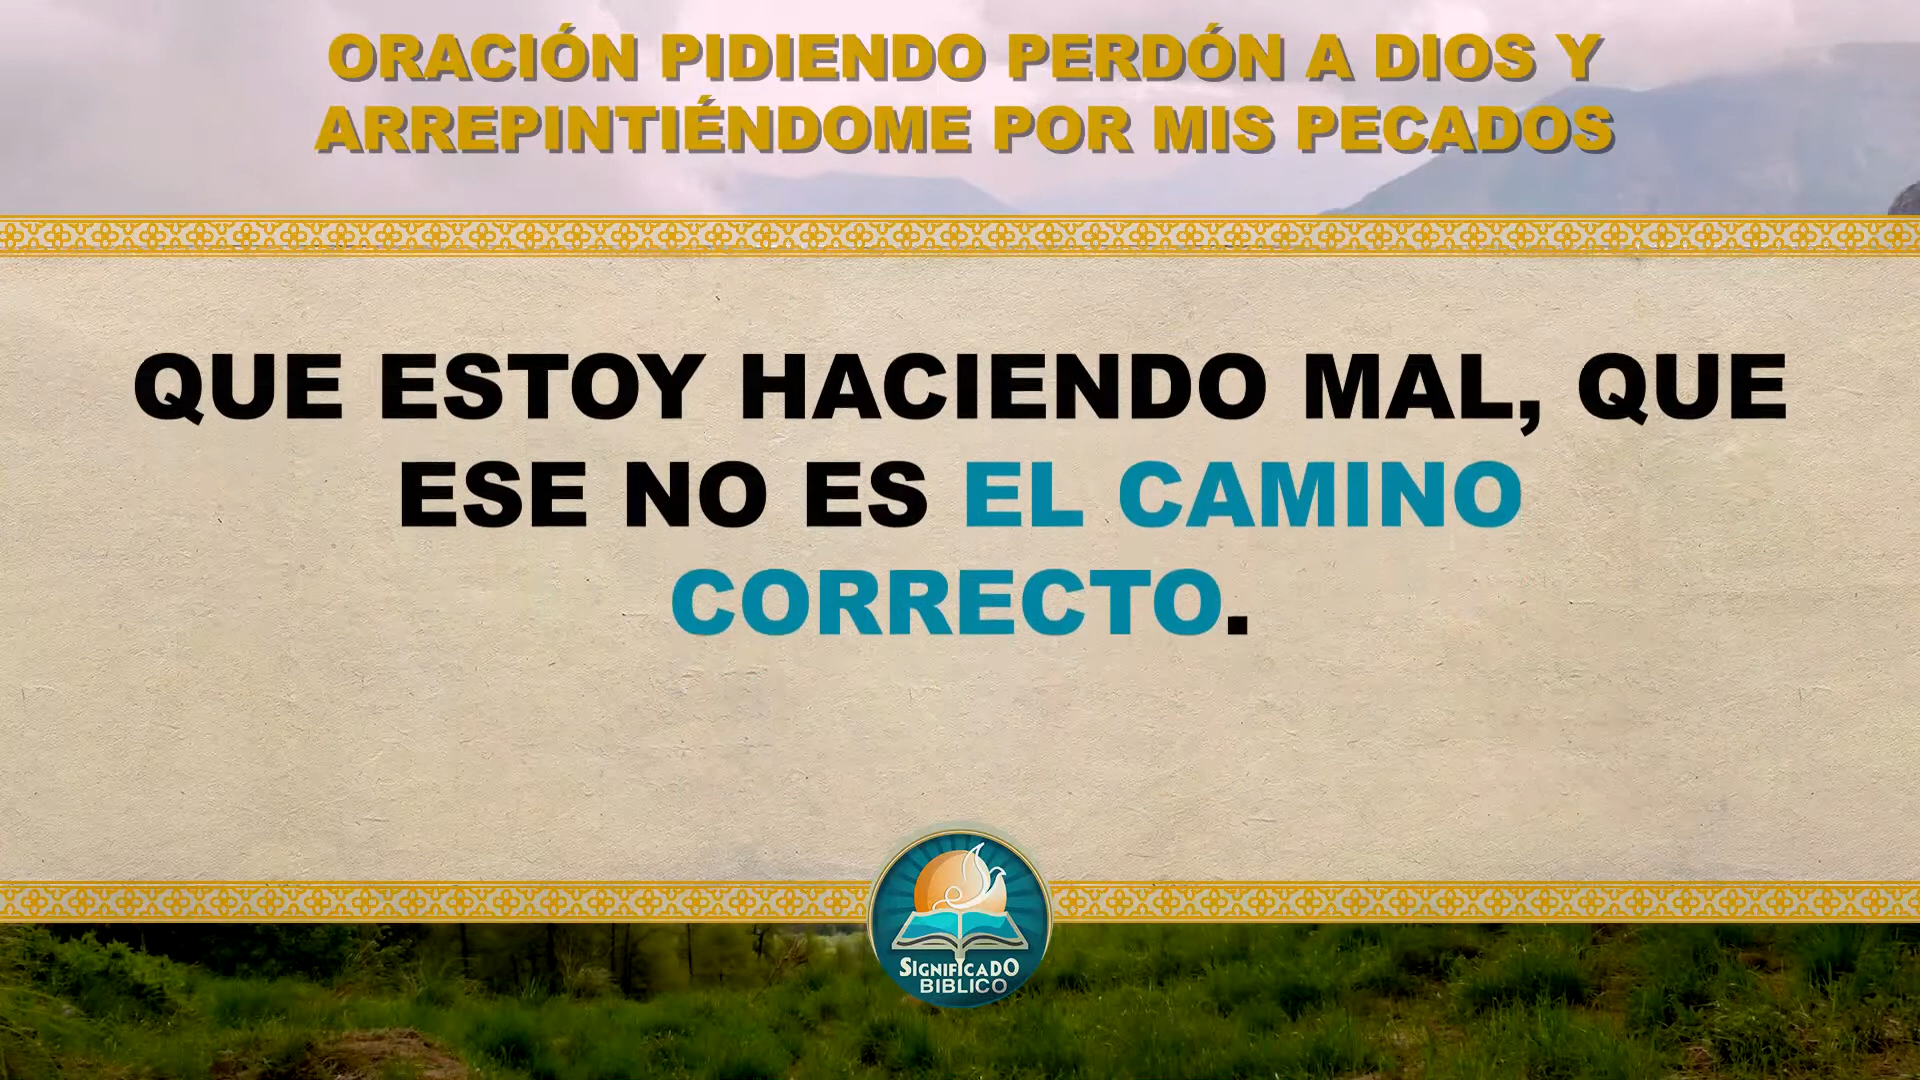 ORACIÓN PIDIENDO PERDÓN A DIOS Y
ARREPINTIÉNDOME POR MIS PECADOS
QUE ESTOY HACIENDO MAL, QUE
ESE NO ES EL CAMINO
CORRECTO.
SIGNIFICADO
BIBLICO